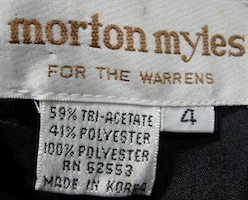 morton myles
FOR THE WARRENS
59% TRI-ACETATE
41% POLYESTER
100% POLYESTER
RN 62553
MADE IN KOREA
4